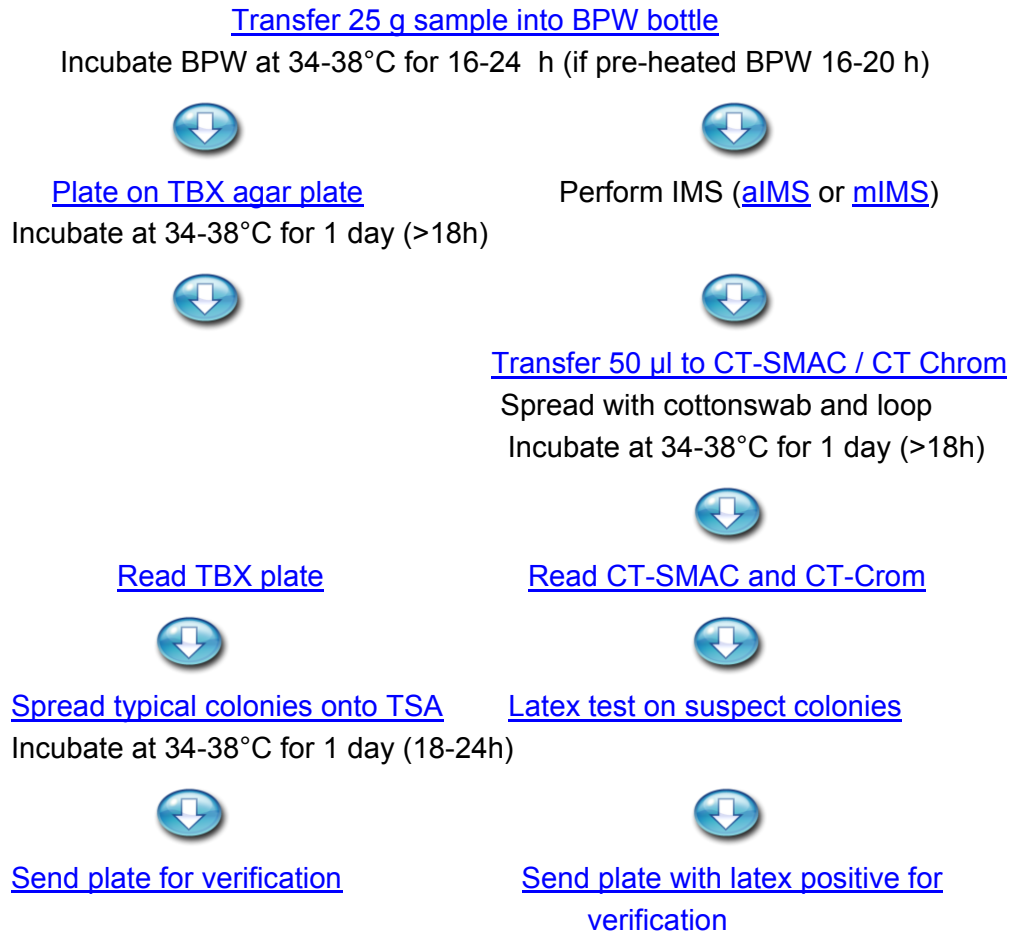 Transfer 25 g sample into BPW bottle
Incubate BPW at 34-38°C for 16-24 h (if pre-heated BPW 16-20 h)
Plate on TBX agar plate
Incubate at 34-38°C for 1 day (>18h)
Perform IMS (aIMS or mIMS)
Transfer 50 µl to CT-SMAC / CT Chrom
Spread with cottonswab and loop
Incubate at 34-38°C for 1 day (>18h)
Read TBX plate
Read CT-SMAC and CT-Crom
Spread typical colonies onto TSA
Incubate at 34-38°C for 1 day (18-24h)
Latex test on suspect colonies
Send plate for verification
Send plate with latex positive for
verification